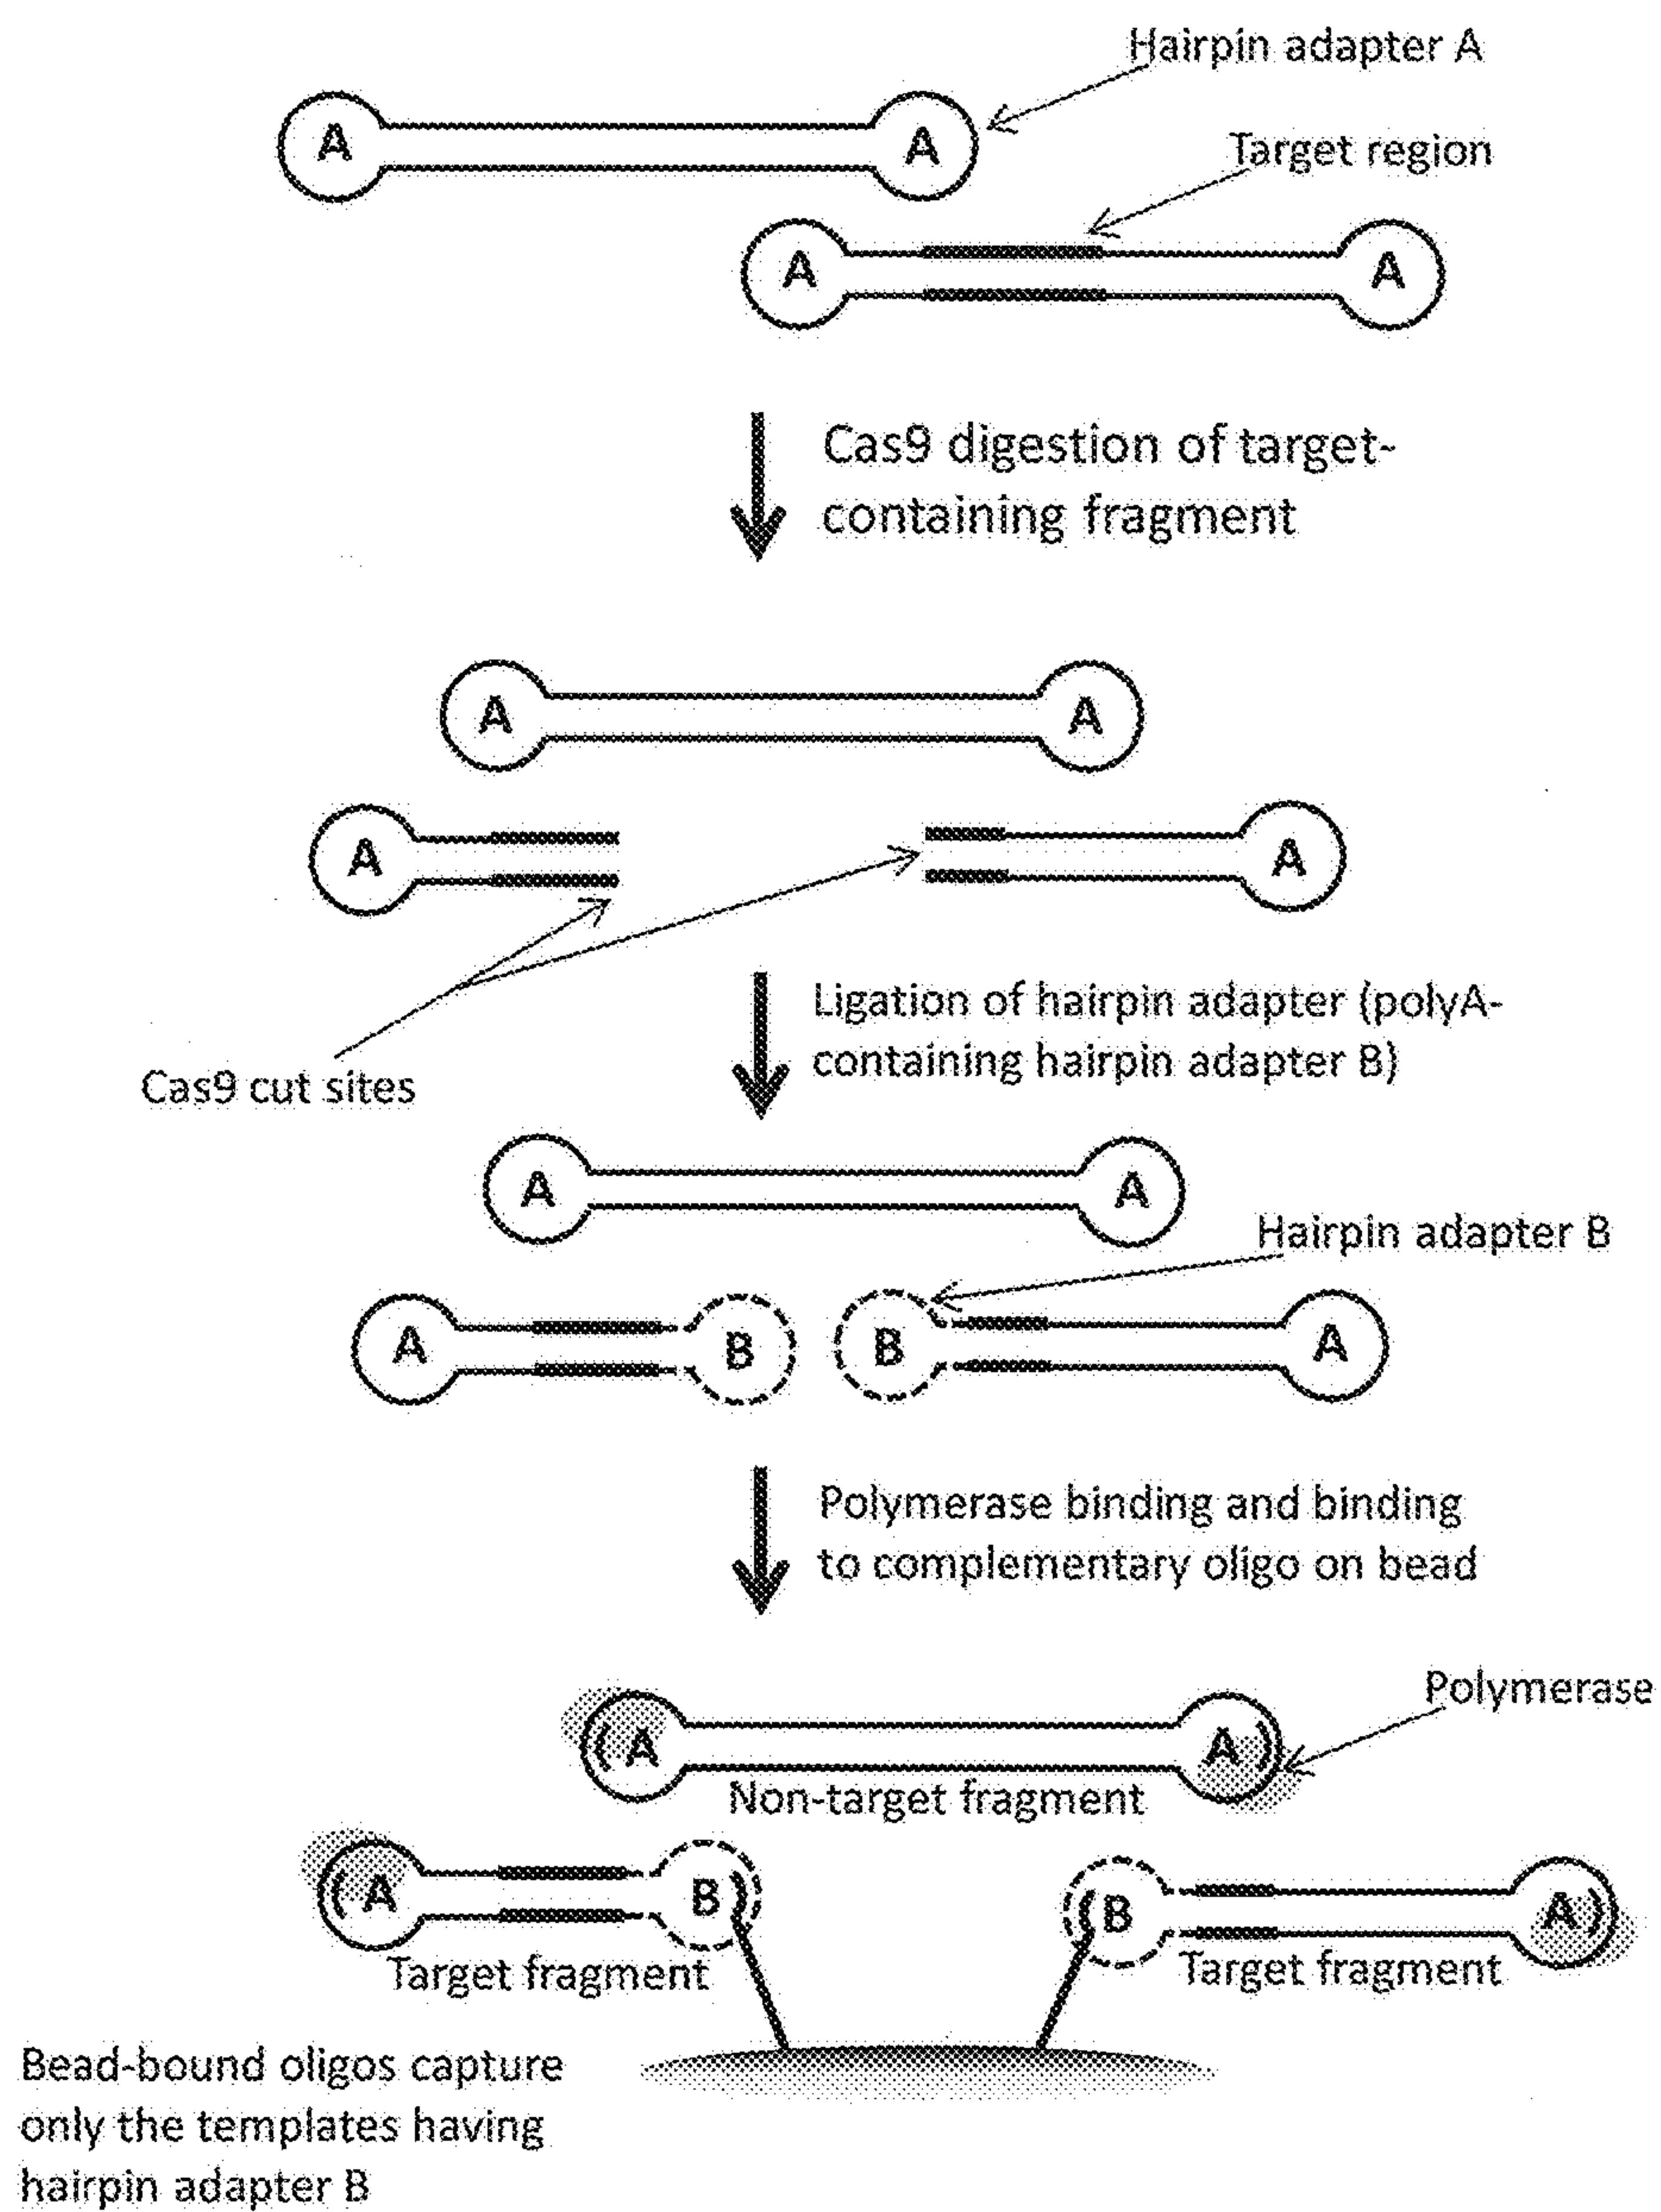 Hairpin adapter A
A
A
Target region
A
A
Cas9 digestion of target-
containing fragment
A
A
A
A
Cas9 cut sites
Ligation of hairpin adapter (polyA-
containing hairpin adapter B)
A
A
Hairpin adapter B
A
B
B
A
Polymerase binding and binding
to complementary oligo on bead
Polymerase
A
A
Non-target fragment
A
B
B
A
Target fragment
Target fragment
Bead-bound oligos capture
only the templates having
hairpin adapter B